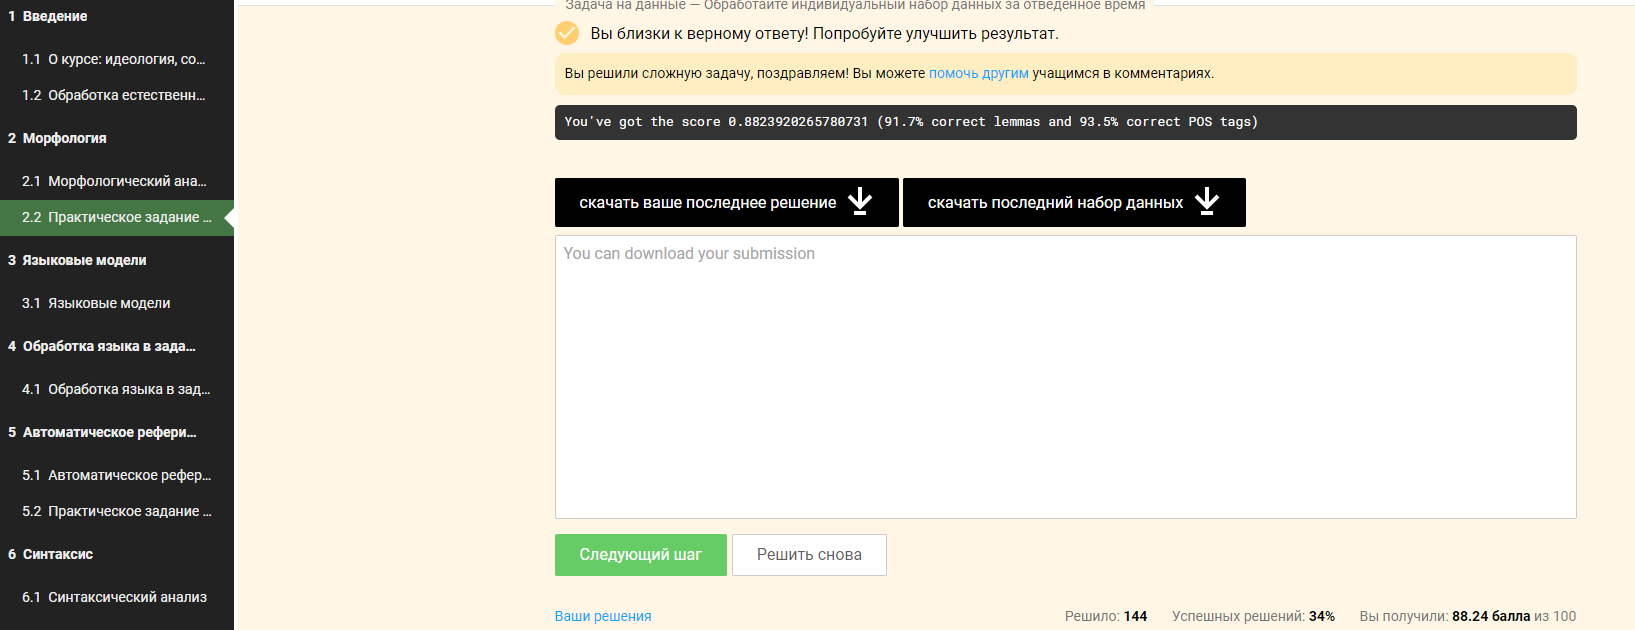 1 Введение
1.1 О курсе: идеология, со...
1.2 Обработка естественн...
2 Морфология
2.1 Морфологический ана...
2.2 Практическое задание ...
3 Языковые модели
3.1 Языковые модели
4 Обработка языка в зада...
4.1 Обработка языка в зад...
5 Автоматическое рефери...
5.1 Автоматическое рефер...
5.2 Практическое задание ...
6 Синтаксис
6.1 Синтаксический анализ
Задача на данные — Обработайте индивидуальный набор данных за отведенное время
Вы близки к верному ответу! Попробуйте улучшить результат.
Вы решили сложную задачу, поздравляем! Вы можете помочь другим учащимся в комментариях.
You've got the score 0.8823920265780731 (91.7% correct lemmas and 93.5% correct POS tags)
скачать ваше последнее решение
скачать последний набор данных
You can download your submission
Следующий шаг
Решить снова
Ваши решения
Решило: 144
Успешных решений: 34%
Вы получили: 88.24 балла из 100